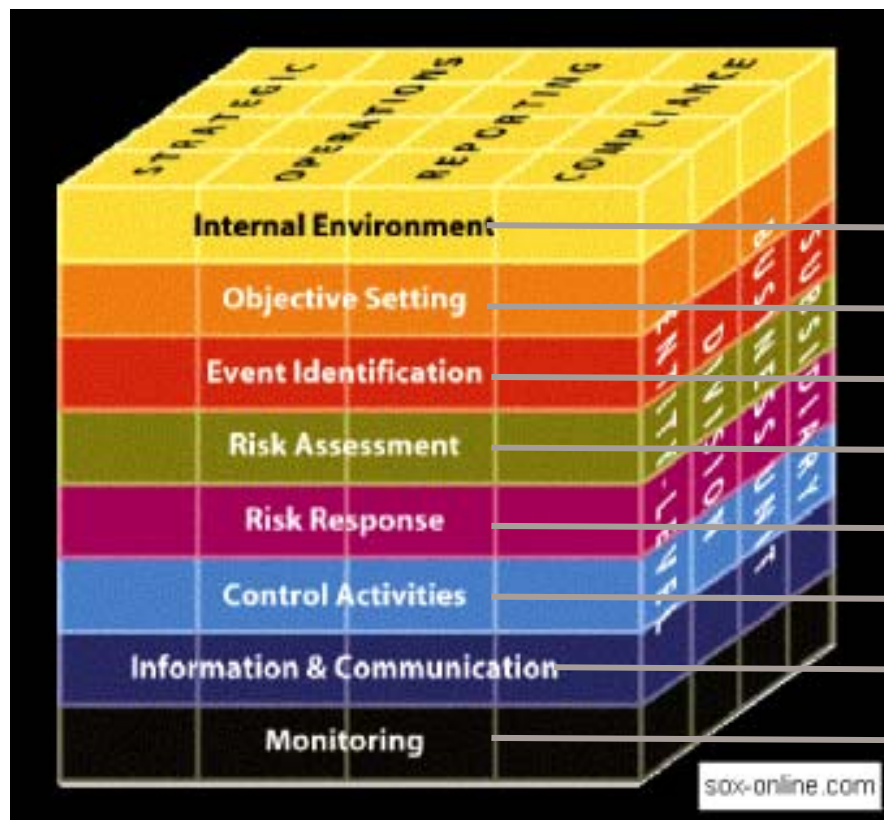 STRATEGIC
OPERATIONS
REPORTING
COMPLIANCE
Internal Environment
Objective Setting
Event Identification
Risk Assessment
Risk Response
Control Activities
Information & Communication
Monitoring
ENTITY-LEVEL
DIVISION
BUSINESS UNIT
SUBSIDIARY
sox-online.com